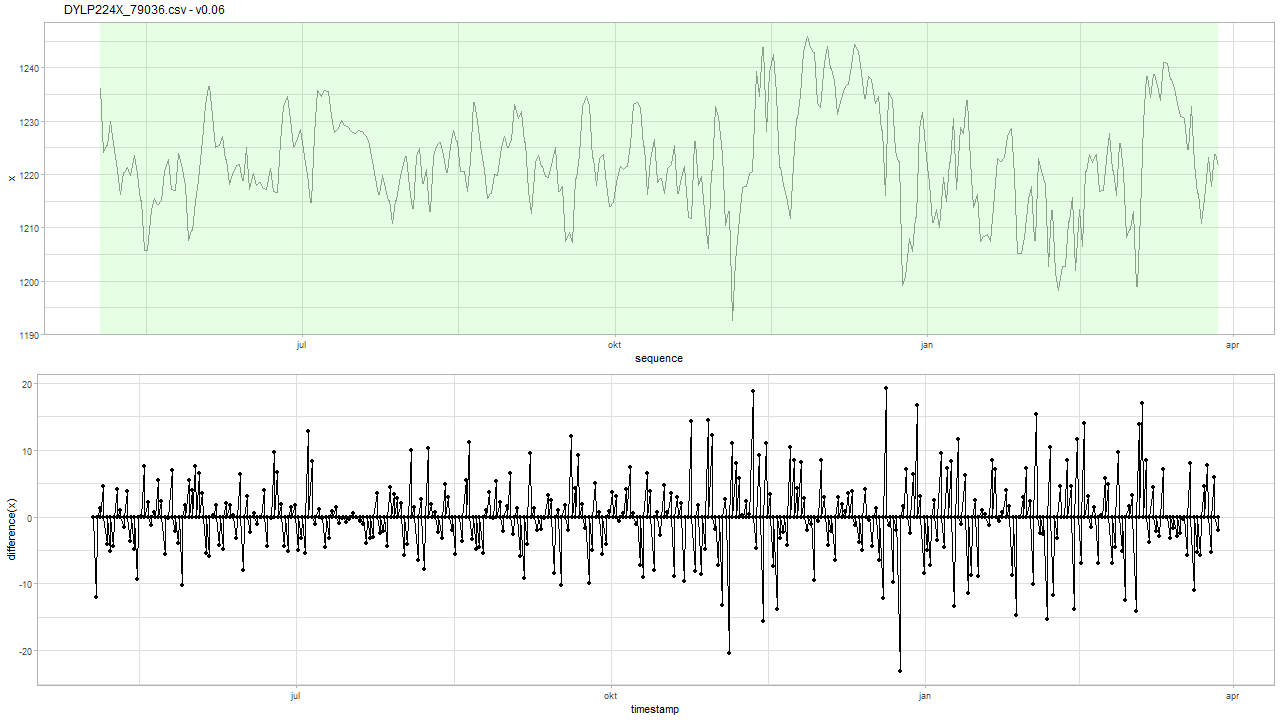 DYLP224X_79036.csv - v0.06
1240
1230
1220
1210
1200
1190
x
jul
okt
jan
apr
sequence
20
10
0
-10
-20
difference(x)
jul
okt
jan
apr
timestamp